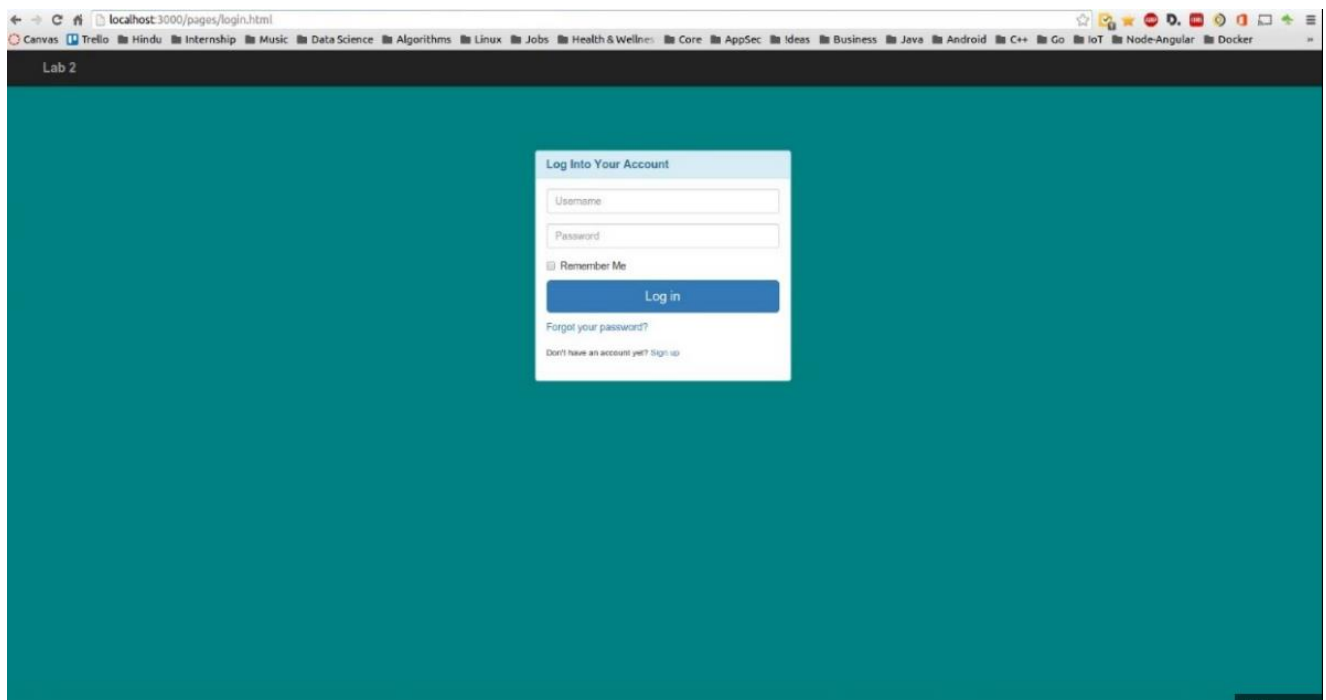 localhost:3000/pages/login.html
Canvas Trello Hindu Internship Music Data Science Algorithms Linux Jobs Health & Wellnes Core AppSec Ideas Business Java Android C++ Go IoT Node-Angular Docker
Lab 2
Log Into Your Account
Username
Password
Remember Me
Log in
Forgot your password?
Don't have an account yet? Sign up